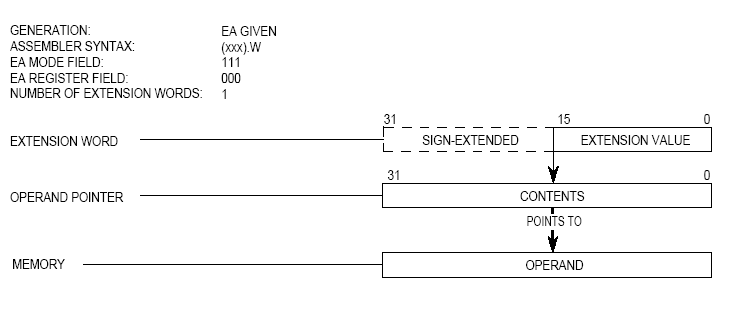 GENERATION: EA GIVEN
ASSEMBLER SYNTAX: (xxx).W
EA MODE FIELD: 111
EA REGISTER FIELD: 000
NUMBER OF EXTENSION WORDS: 1
31 15 0
EXTENSION WORD SIGN-EXTENDED EXTENSION VALUE
31 0
OPERAND POINTER CONTENTS
POINTS TO
MEMORY OPERAND